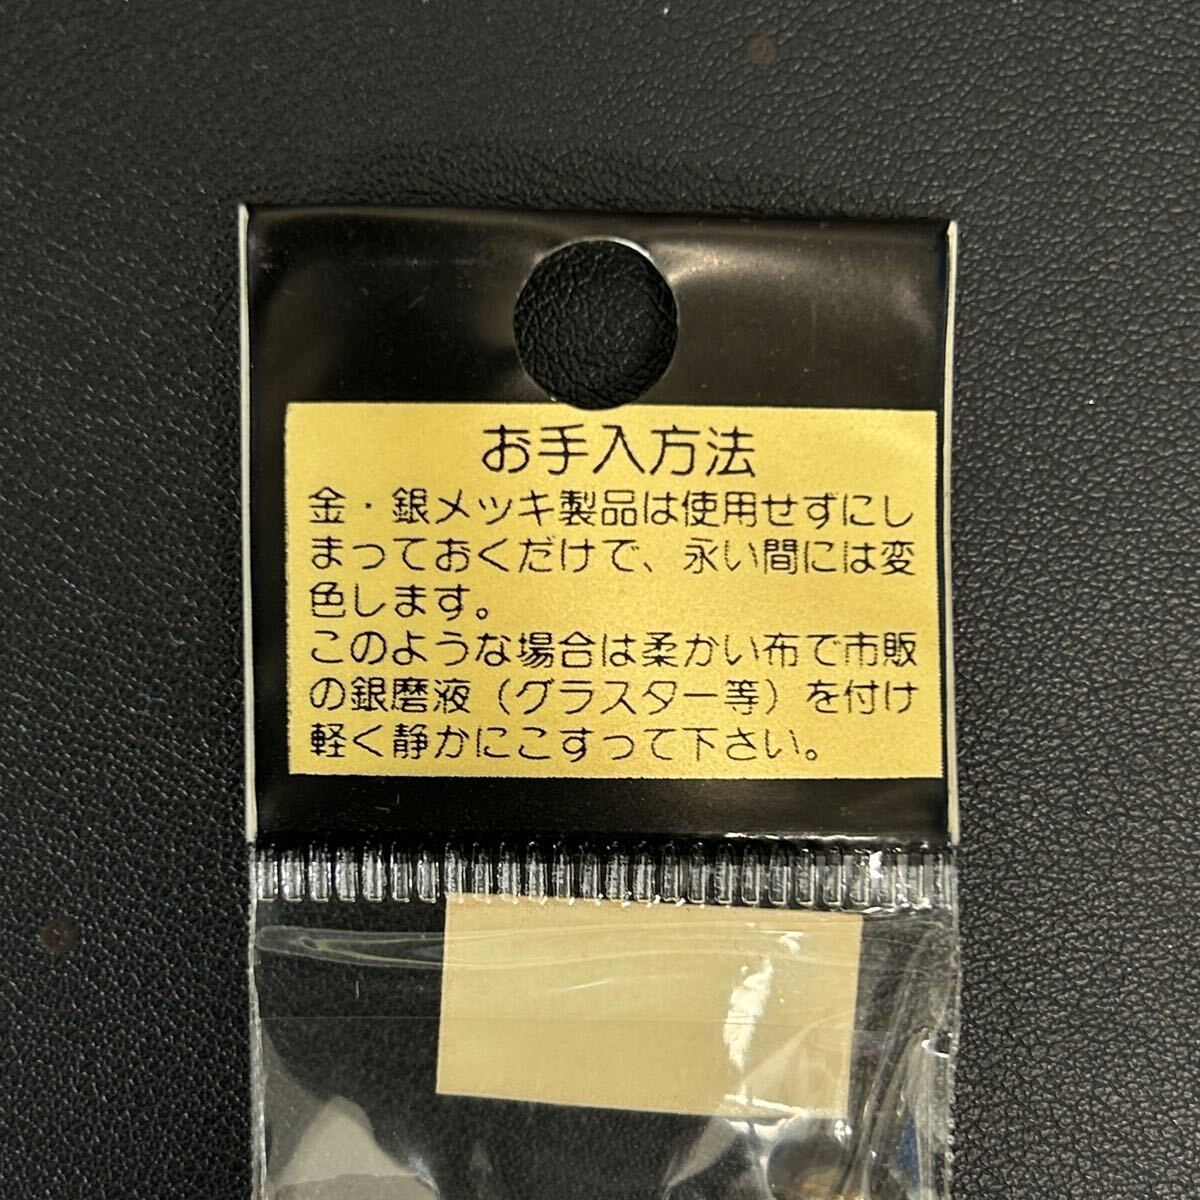 お手入方法
金・銀メッキ製品は使用せずにし
まっておくだけで、永い間には変
色します。
このような場合は柔かい布で市販
の銀磨液（グラスター等）を付け
軽く静かにこすって下さい。